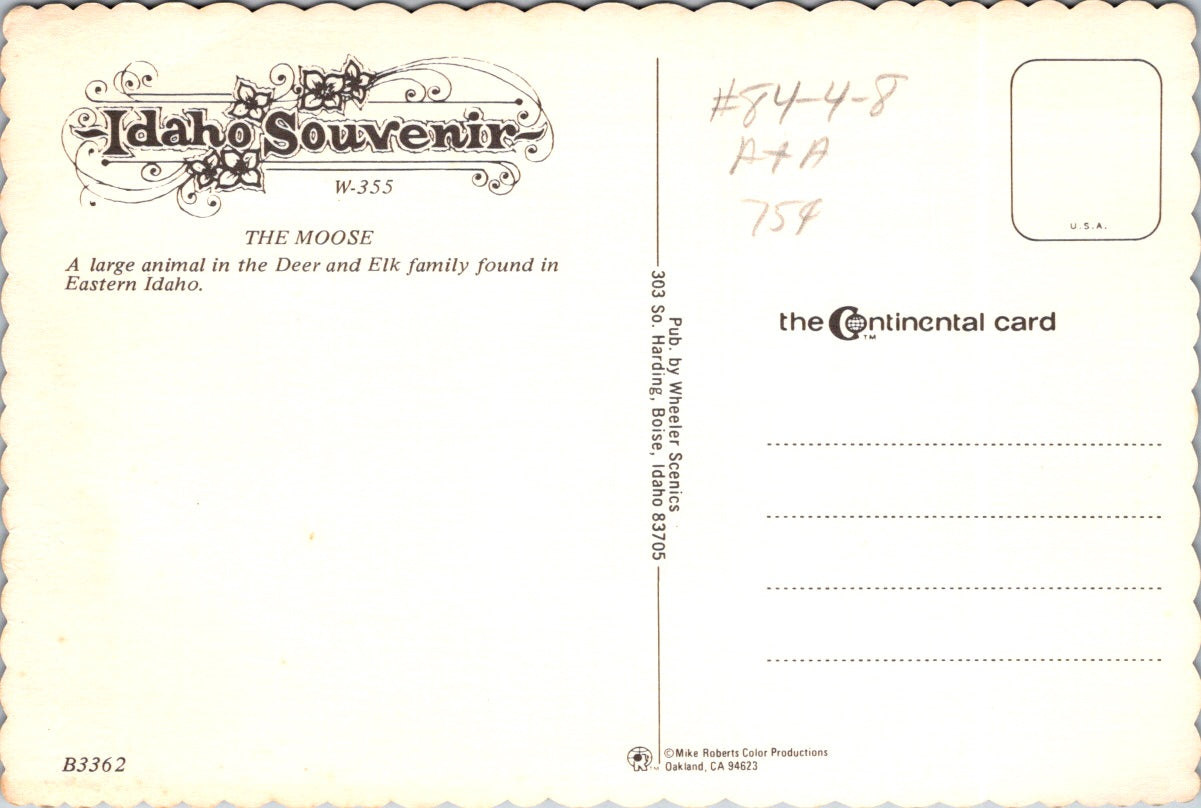 ~Idaho Souvenir~
W-355
THE MOOSE
A large animal in the Deer and Elk family found in
Eastern Idaho.
B3362
Pub. by Wheeler Scenics
303 So. Harding, Boise, Idaho 83705
©Mike Roberts Color Productions
Oakland, CA 94623
#84-4-8
A+A
75¢
U.S.A.
the Continental card
TM